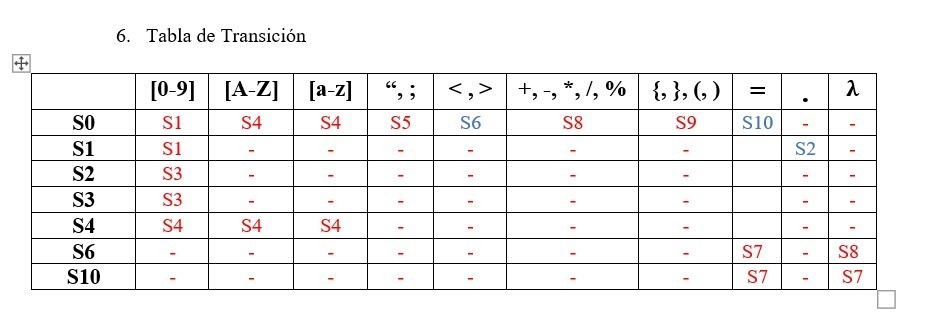 6. Tabla de Transición
[0-9] [A-Z] [a-z] “, ; < , > +, -, *, /, % {, }, (, ) = . λ
S0 S1 S4 S4 S5 S6 S8 S9 S10 - -
S1 S1 - - - - - - S2 -
S2 S3 - - - - - - - -
S3 S3 - - - - - - - -
S4 S4 S4 S4 - - - - - -
S6 - - - - - - - S7 - S8
S10 - - - - - - - S7 - S7